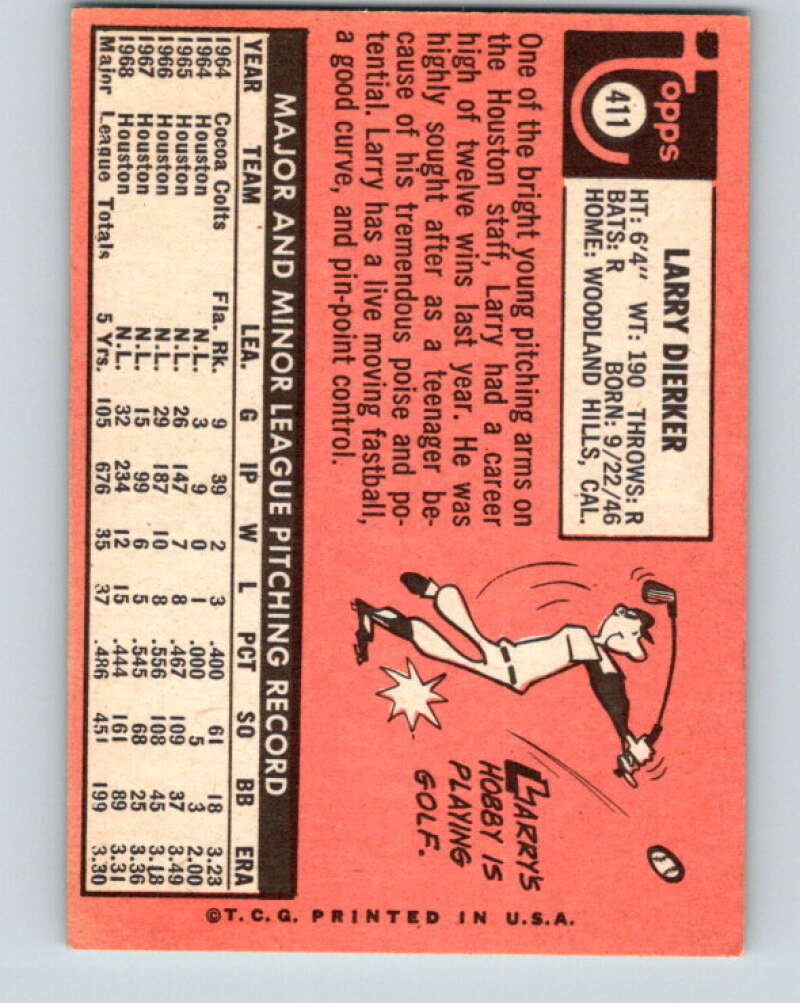 Topps
411
LARRY DIERKER
HT: 6'4" WT: 190 THROWS: R
BATS: R BORN: 9/22/46
HOME: WOODLAND HILLS, CAL.
One of the bright young pitching arms on
the Houston staff, Larry had a career
high of twelve wins last year. He was
highly sought after as a teenager be-
cause of his tremendous poise and po-
tential. Larry has a live moving fastball,
a good curve, and pin-point control.
LARRY'S
HOBBY IS
PLAYING
GOLF.
MAJOR AND MINOR LEAGUE PITCHING RECORD
YEAR TEAM LEA. G IP W L PCT SO BB ERA
1964 Cocoa Colts Fla. Rk. 9 39 2 3 .400 61 18 3.23
1964 Houston N.L. 3 9 0 1 .000 5 3 2.00
1965 Houston N.L. 26 147 7 8 .467 109 37 3.49
1966 Houston N.L. 29 187 10 8 .556 108 45 3.18
1967 Houston N.L. 15 99 6 5 .545 68 25 3.36
1968 Houston N.L. 32 234 12 15 .444 161 89 3.31
Major League Totals 5 Yrs. 105 676 35 37 .486 451 199 3.30
©T.C.G. PRINTED IN U.S.A.